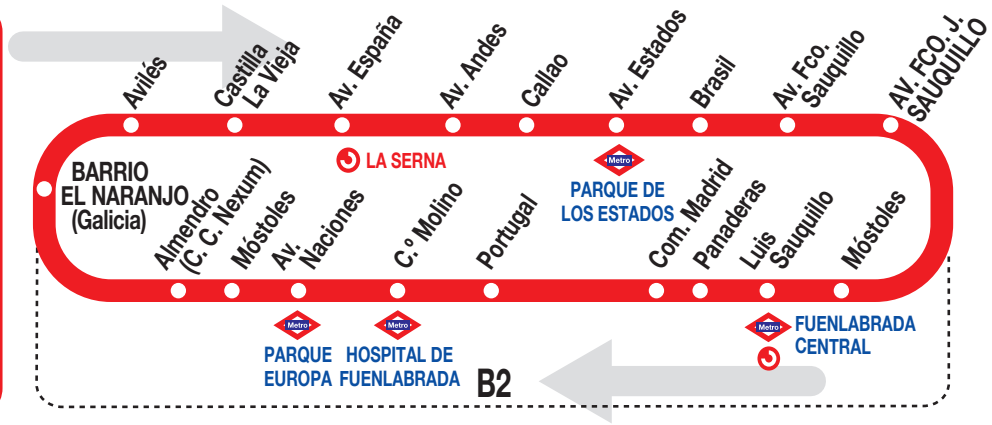 Avilés
Castilla
La Vieja
Av. España
Av. Andes
Callao
Av. Estados
Brasil
Av. Fco.
Sauquillo
AV. FCO. J.
SAUQUILLO
LA SERNA
Metro
PARQUE DE
LOS ESTADOS
BARRIO
EL NARANJO
(Galicia)
Almendro
(C. C. Nexum)
Móstoles
Av.
Naciones
C.º Molino
Portugal
Com. Madrid
Panaderas
Luis
Sauquillo
Móstoles
Metro
PARQUE
EUROPA
Metro
HOSPITAL DE
FUENLABRADA
Metro
FUENLABRADA
CENTRAL
B2